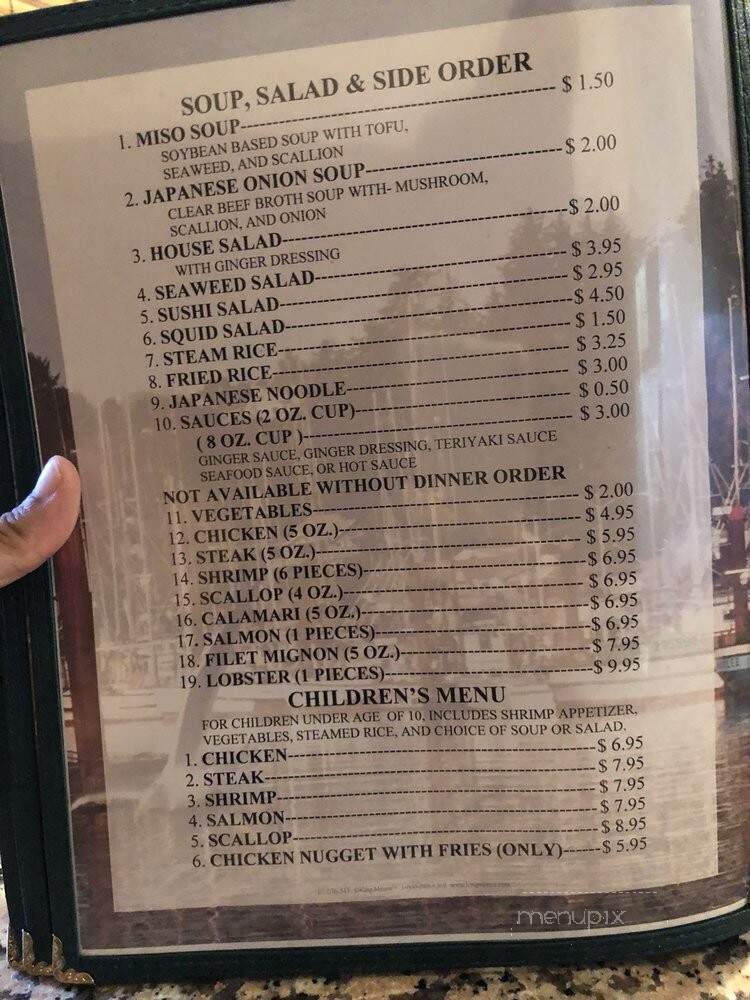 SOUP, SALAD & SIDE ORDER
1. MISO SOUP------ $ 1.50
SOYBEAN BASED SOUP WITH TOFU,
SEAWEED, AND SCALLION
2. JAPANESE ONION SOUP------$ 2.00
CLEAR BEEF BROTH SOUP WITH- MUSHROOM,
SCALLION, AND ONION
3. HOUSE SALAD------$ 2.00
WITH GINGER DRESSING
4. SEAWEED SALAD------ $ 3.95
5. SUSHI SALAD------ $ 2.95
6. SQUID SALAD------$ 4.50
7. STEAM RICE------ $ 1.50
8. FRIED RICE------ $ 3.25
9. JAPANESE NOODLE------ $ 3.00
10. SAUCES (2 OZ. CUP)------ $ 0.50
( 8 OZ. CUP )------ $ 3.00
GINGER SAUCE, GINGER DRESSING, TERIYAKI SAUCE
SEAFOOD SAUCE, OR HOT SAUCE
NOT AVAILABLE WITHOUT DINNER ORDER
11. VEGETABLES------ $ 2.00
12. CHICKEN (5 OZ.)------ $ 4.95
13. STEAK (5 OZ.)------ $ 5.95
14. SHRIMP (6 PIECES)------$ 6.95
15. SCALLOP (4 OZ.)------ $ 6.95
16. CALAMARI (5 OZ.)------$ 6.95
17. SALMON (1 PIECES)------$ 6.95
18. FILET MIGNON (5 OZ.)------$ 7.95
19. LOBSTER (1 PIECES)------$ 9.95
CHILDREN'S MENU
FOR CHILDREN UNDER AGE OF 10, INCLUDES SHRIMP APPETIZER,
VEGETABLES, STEAMED RICE, AND CHOICE OF SOUP OR SALAD.
1. CHICKEN------$ 6.95
2. STEAK------$ 7.95
3. SHRIMP------$ 7.95
4. SALMON------$ 7.95
5. SCALLOP------$ 8.95
6. CHICKEN NUGGET WITH FRIES (ONLY)------$ 5.95
menupix